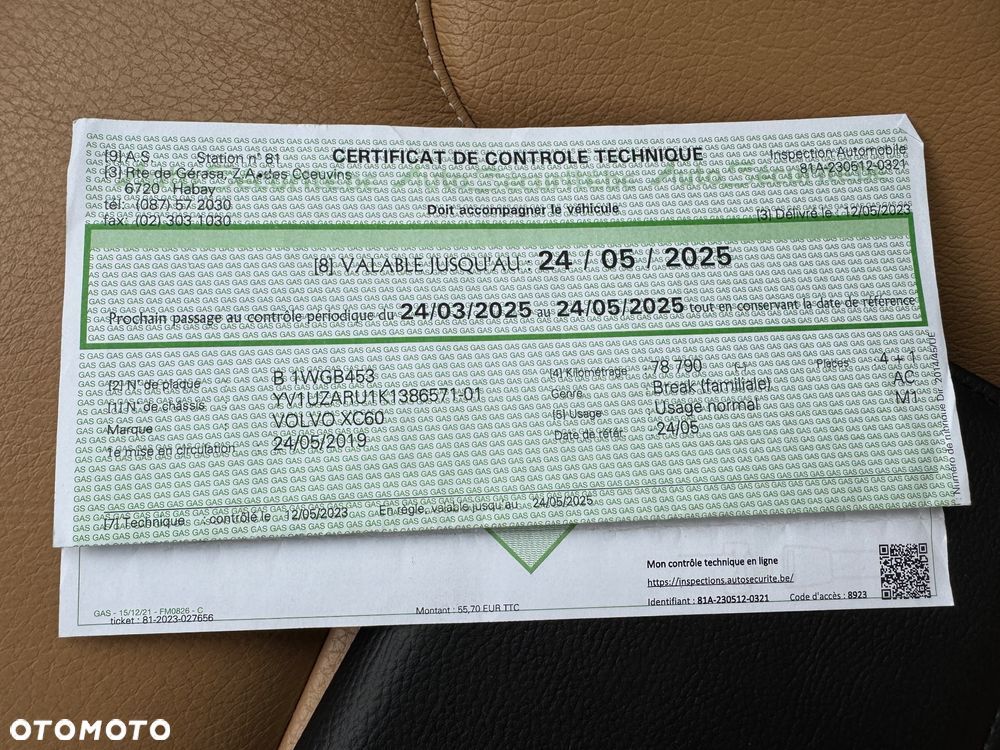 [9] A.S. Station n° 81 CERTIFICAT DE CONTROLE TECHNIQUE Inspection Automobile
[3] Rte de Gérasa, Z.A. des Coeuvins 81A-230512-0321
6720 Habay
tél.: (087) 57 2030 Doit accompagner le véhicule
fax: (02) 303 1030 [3] Délivré le : 12/05/2023
[8] VALABLE JUSQU'AU : 24 / 05 / 2025
Prochain passage au contrôle périodique du 24/03/2025 au 24/05/2025 tout en conservant la date de référence
[2] N° de plaque : B 1WGB453 [4] Kilométrage 78 790 Places 4 + 1
[1] N° de châssis : YV1UZARU1K1386571-01 Genre Break (familiale) AC
Marque : VOLVO XC60 [5] Usage Usage normal M1
1e mise en circulation 24/05/2019 Date de réfé. 24/05
[7] Technique contrôlé le 12/05/2023 En règle, valable jusqu'au 24/05/2025
Mon contrôle technique en ligne
https://inspections.autosecurite.be/
Identifiant : 81A-230512-0321 Code d'accès : 8923
GAS - 15/12/21 - FM0826 - C Montant : 55,70 EUR TTC
ticket : 81-2023-027656
OTOMOTO